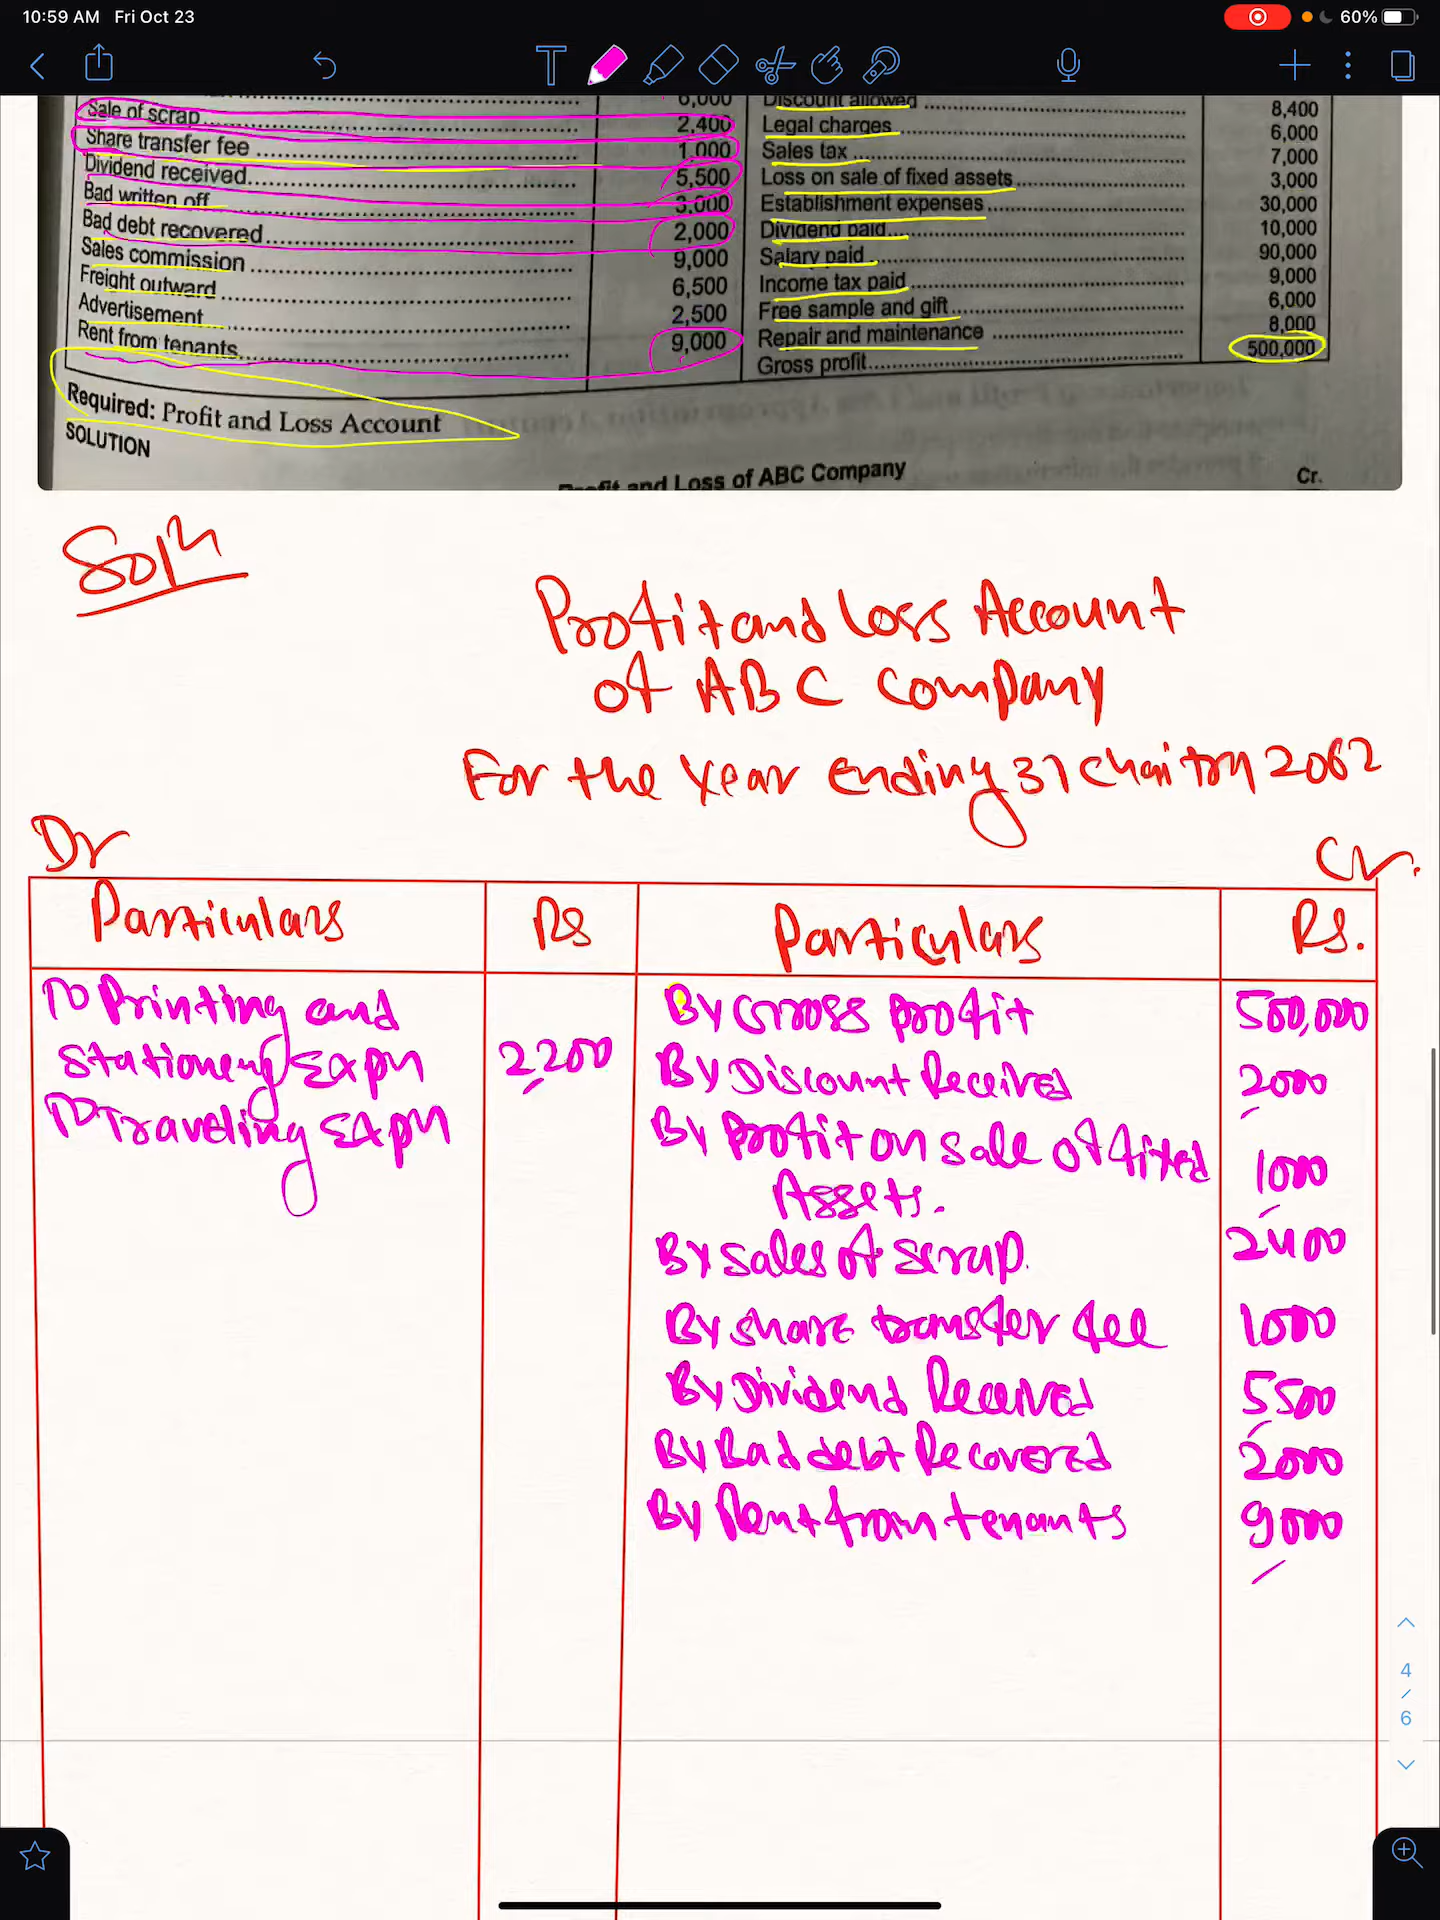 10:59 AM Fri Oct 23
60%
6,000
Sale of scrap 2,400
Share transfer fee 1,000
Dividend received 5,500
Bad written off 3,000
Bad debt recovered 2,000
Sales commission 9,000
Freight outward 6,500
Advertisement 2,500
Rent from tenants 9,000
Discount allowed 8,400
Legal charges 6,000
Sales tax 7,000
Loss on sale of fixed assets 3,000
Establishment expenses 30,000
Dividend paid 10,000
Salary paid 90,000
Income tax paid 9,000
Free sample and gift 6,000
Repair and maintenance 8,000
Gross profit 500,000
Required: Profit and Loss Account
SOLUTION
Profit and Loss of ABC Company
Cr.
Soln
Profit and Loss Account
of ABC Company
For the Year Ending 31 Chaitra 2062
Dr
Cr.
Particulars Rs Particulars Rs.
To Printing and
Stationery Expn 2200
To Traveling Expn
By Gross profit 500,000
By Discount Received 2000
By Profit on sale of fixed
Assets. 1000
By Sales of scrap. 2400
By share transfer fee 1000
By Dividend Received 5500
By Bad debt Recovered 2000
By Rent from tenants 9000
4
/
6